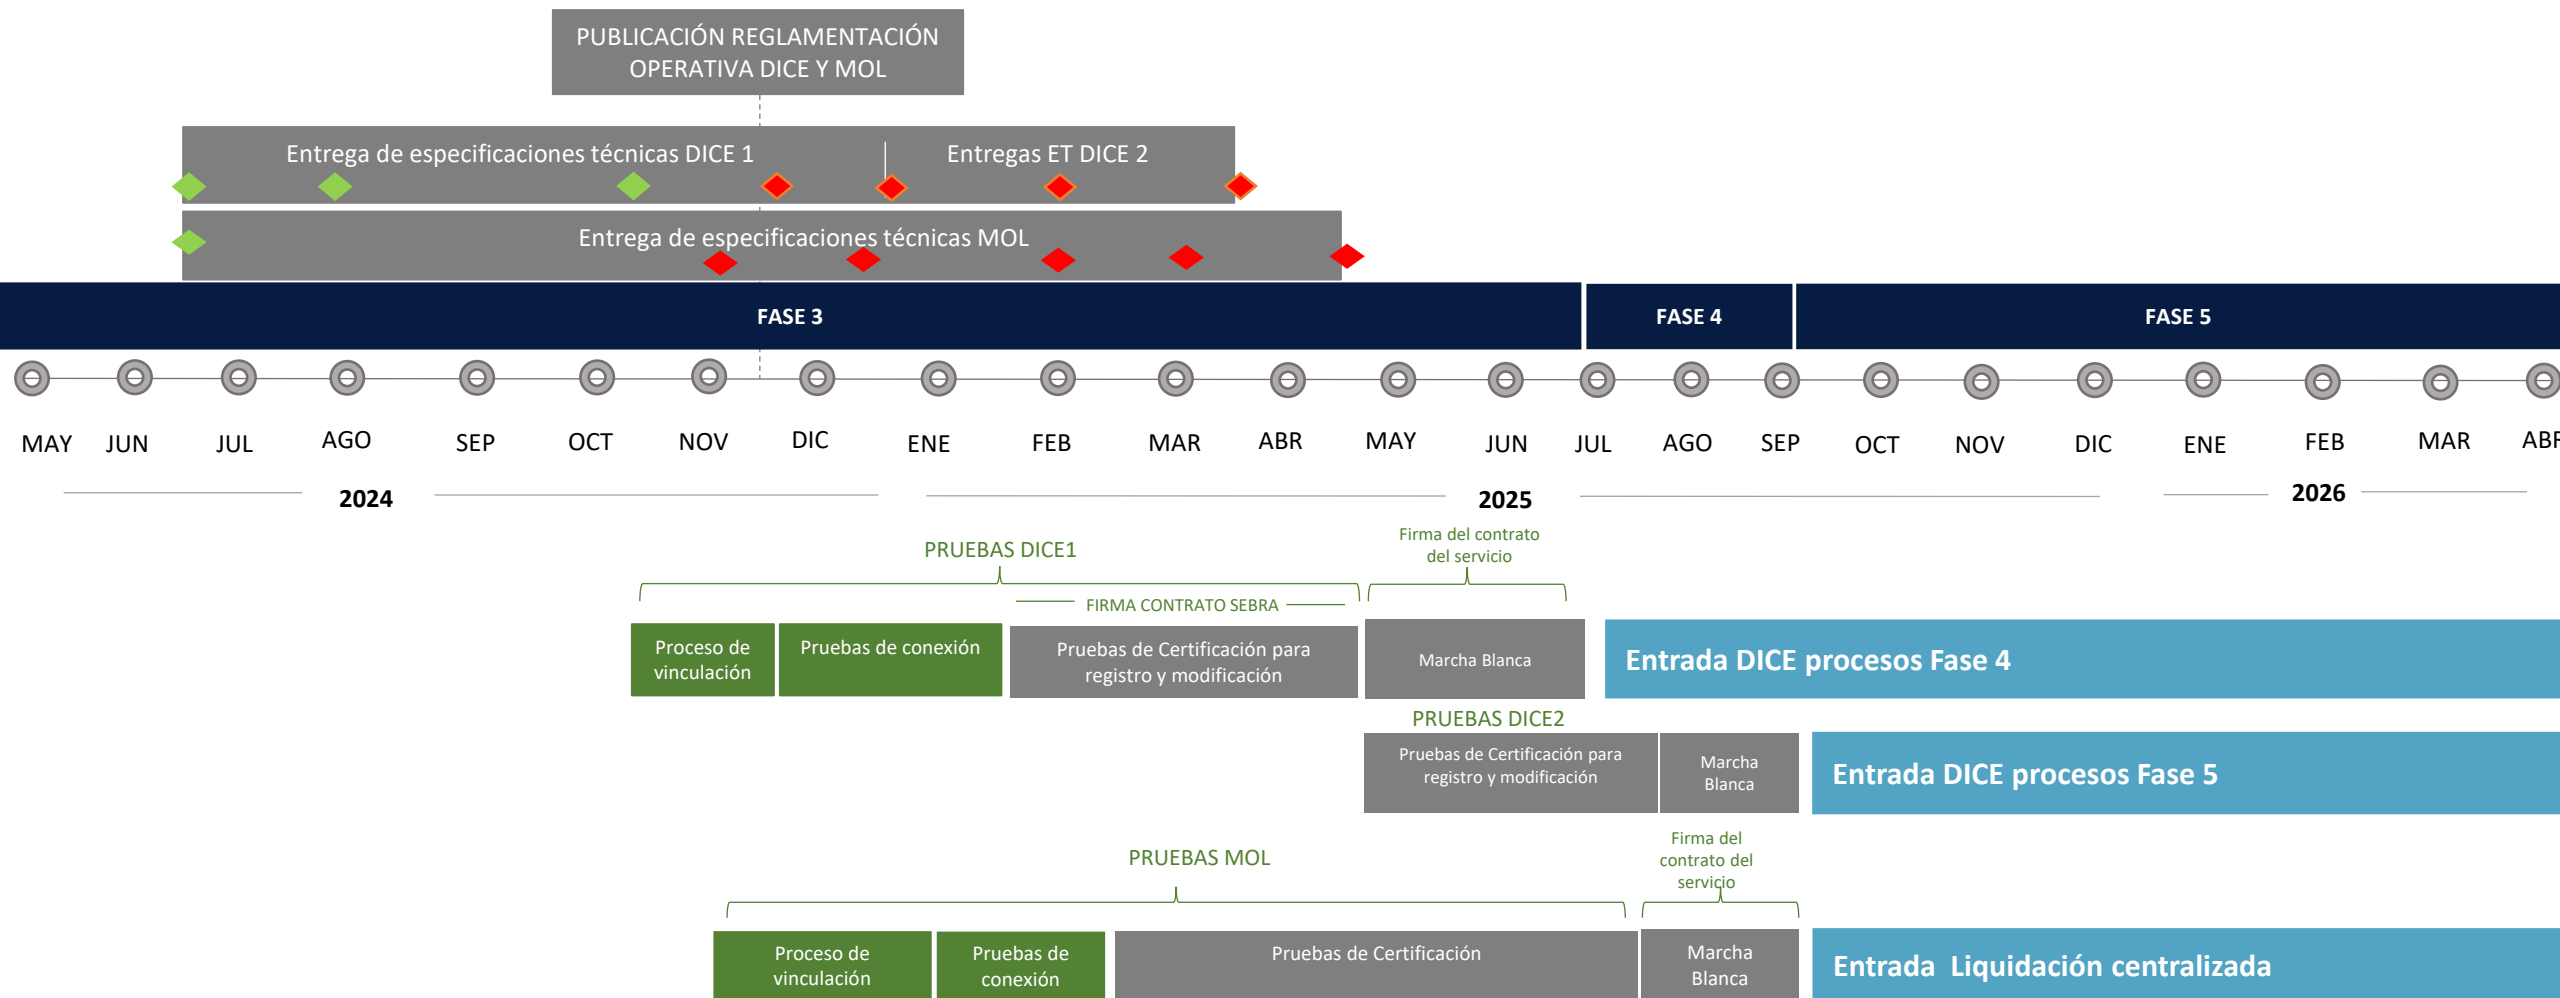 PUBLICACIÓN REGLAMENTACIÓN
OPERATIVA DICE Y MOL
Entrega de especificaciones técnicas DICE 1
Entregas ET DICE 2
Entrega de especificaciones técnicas MOL
FASE 3
FASE 4
FASE 5
MAY
JUN
JUL
AGO
SEP
OCT
NOV
DIC
ENE
FEB
MAR
ABR
MAY
JUN
JUL
AGO
SEP
OCT
NOV
DIC
ENE
FEB
MAR
ABR
2024
2025
2026
PRUEBAS DICE1
Firma del contrato
del servicio
FIRMA CONTRATO SEBRA
Proceso de
vinculación
Pruebas de conexión
Pruebas de Certificación para
registro y modificación
Marcha Blanca
Entrada DICE procesos Fase 4
PRUEBAS DICE2
Pruebas de Certificación para
registro y modificación
Marcha
Blanca
Entrada DICE procesos Fase 5
PRUEBAS MOL
Firma del
contrato del
servicio
Proceso de
vinculación
Pruebas de
conexión
Pruebas de Certificación
Marcha
Blanca
Entrada Liquidación centralizada